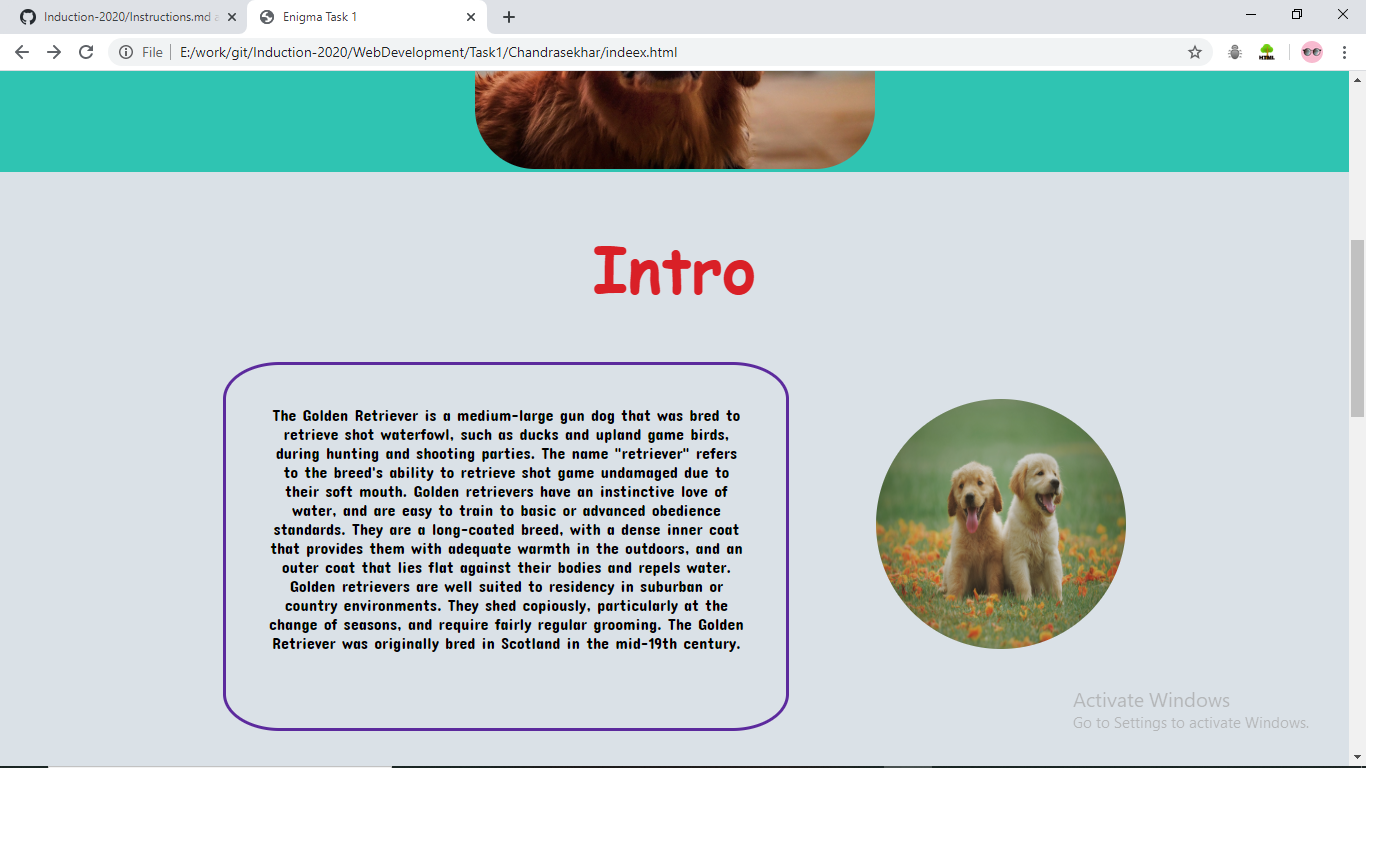 Induction-2020/Instructions.md a
Enigma Task 1
File
E:/work/git/Induction-2020/WebDevelopment/Task1/Chandrasekhar/indeex.html
HTML
Intro
The Golden Retriever is a medium-large gun dog that was bred to
retrieve shot waterfowl, such as ducks and upland game birds,
during hunting and shooting parties. The name "retriever" refers
to the breed's ability to retrieve shot game undamaged due to
their soft mouth. Golden retrievers have an instinctive love of
water, and are easy to train to basic or advanced obedience
standards. They are a long-coated breed, with a dense inner coat
that provides them with adequate warmth in the outdoors, and an
outer coat that lies flat against their bodies and repels water.
Golden retrievers are well suited to residency in suburban or
country environments. They shed copiously, particularly at the
change of seasons, and require fairly regular grooming. The Golden
Retriever was originally bred in Scotland in the mid-19th century.
Activate Windows
Go to Settings to activate Windows.